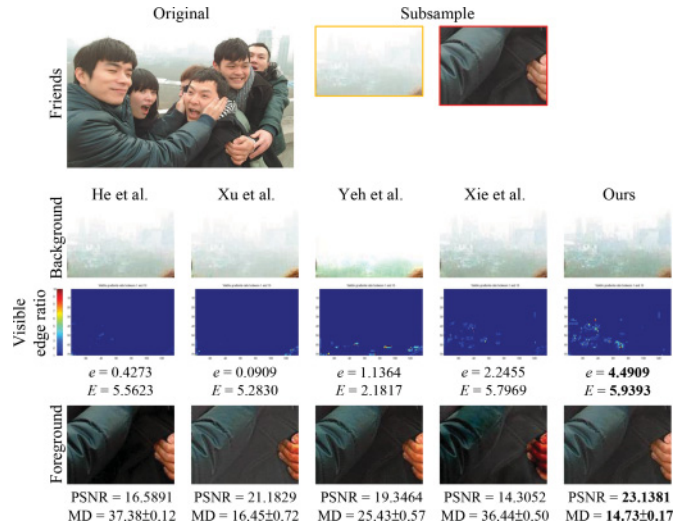 Original Subsample
Friends
He et al. Xu et al. Yeh et al. Xie et al. Ours
Background
Visible
edge ratio
e = 0.4273 e = 0.0909 e = 1.1364 e = 2.2455 e = 4.4909
E = 5.5623 E = 5.2830 E = 2.1817 E = 5.7969 E = 5.9393
Foreground
PSNR = 16.5891 PSNR = 21.1829 PSNR = 19.3464 PSNR = 14.3052 PSNR = 23.1381
MD = 37.38±0.12 MD = 16.45±0.72 MD = 25.43±0.57 MD = 36.44±0.50 MD = 14.73±0.17